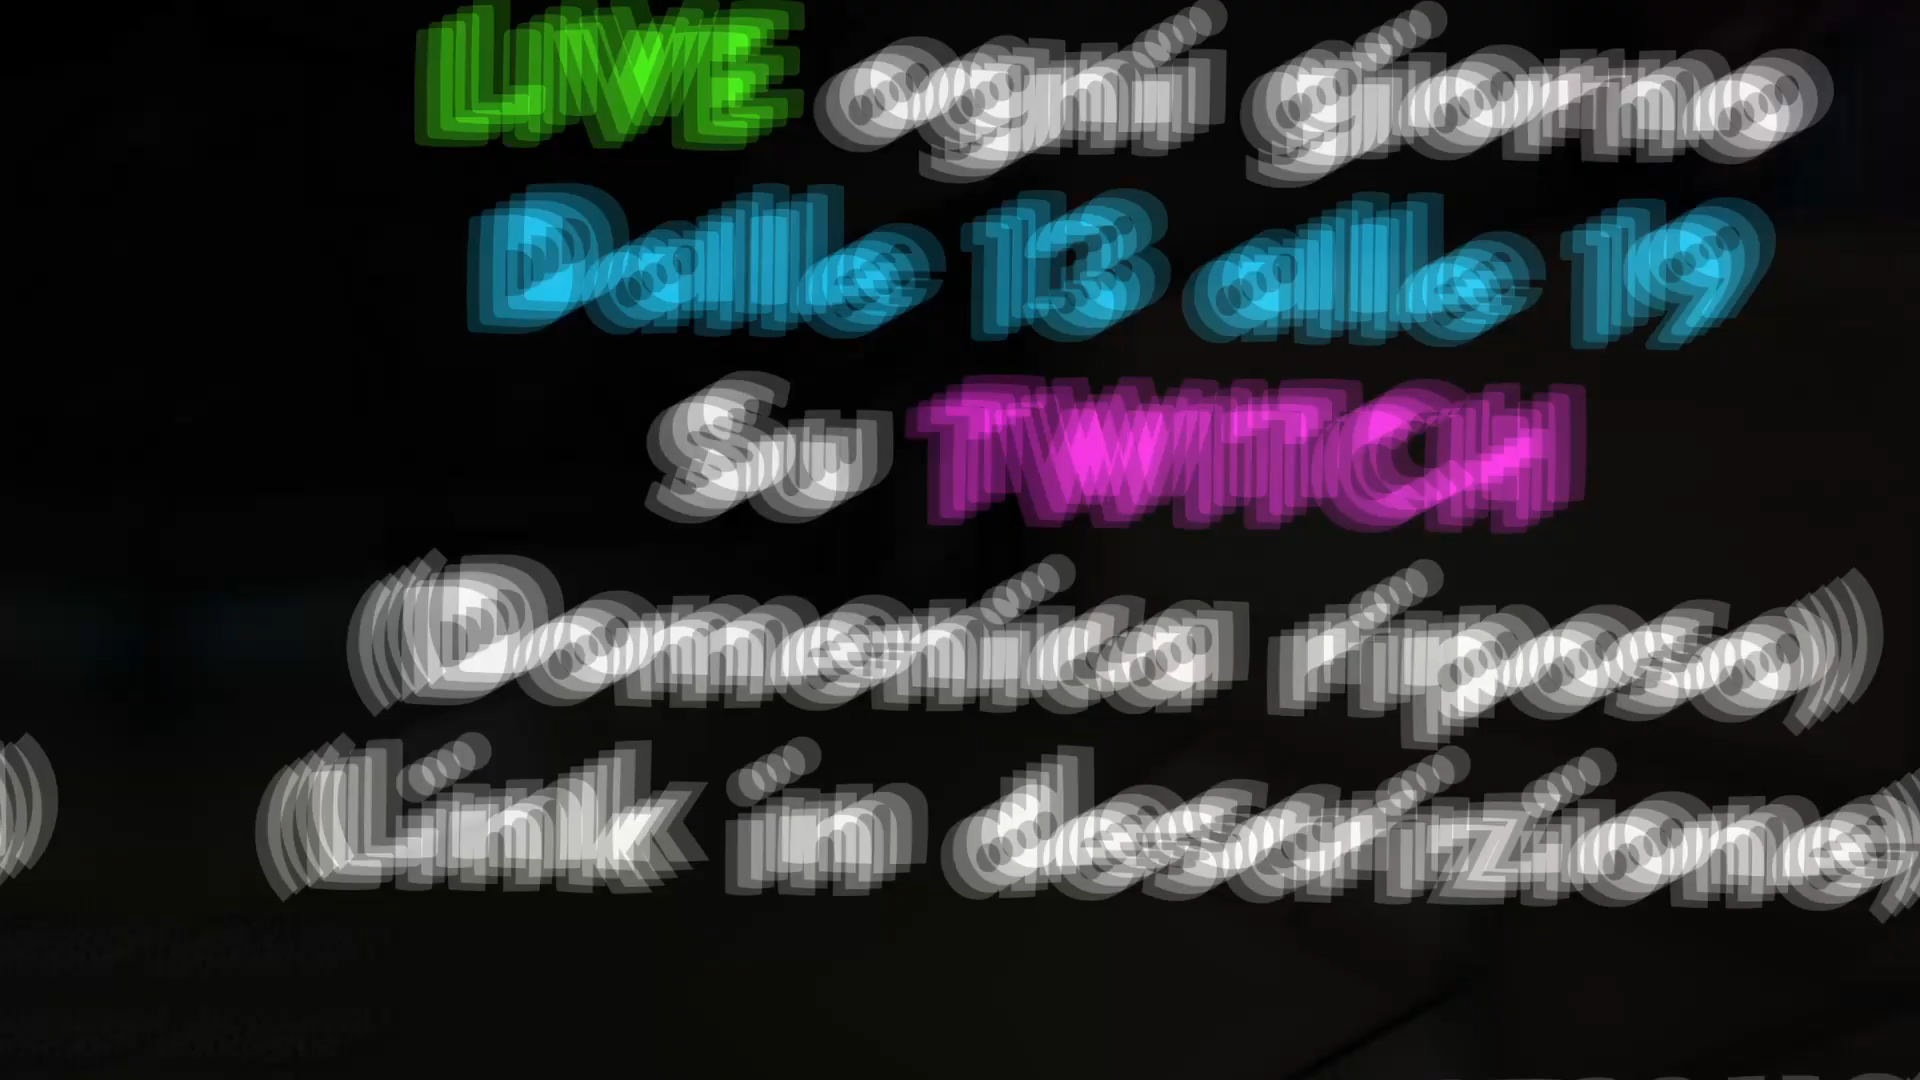 LIVE ogni giorno
Dalle 13 alle 19
Su TWITCH
(Domenica riposo)
(Link in descrizione)